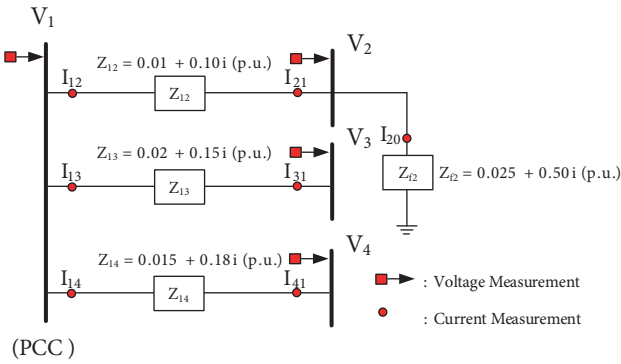 V1
V2
Z12 = 0.01 + 0.10i (p.u.)
I12
I21
Z12
V3
I20
Z13 = 0.02 + 0.15i (p.u.)
I13
I31
Z13
Zf2
Zf2 = 0.025 + 0.50i (p.u.)
V4
Z14 = 0.015 + 0.18i (p.u.)
I14
I41
Z14
: Voltage Measurement
: Current Measurement
(PCC )